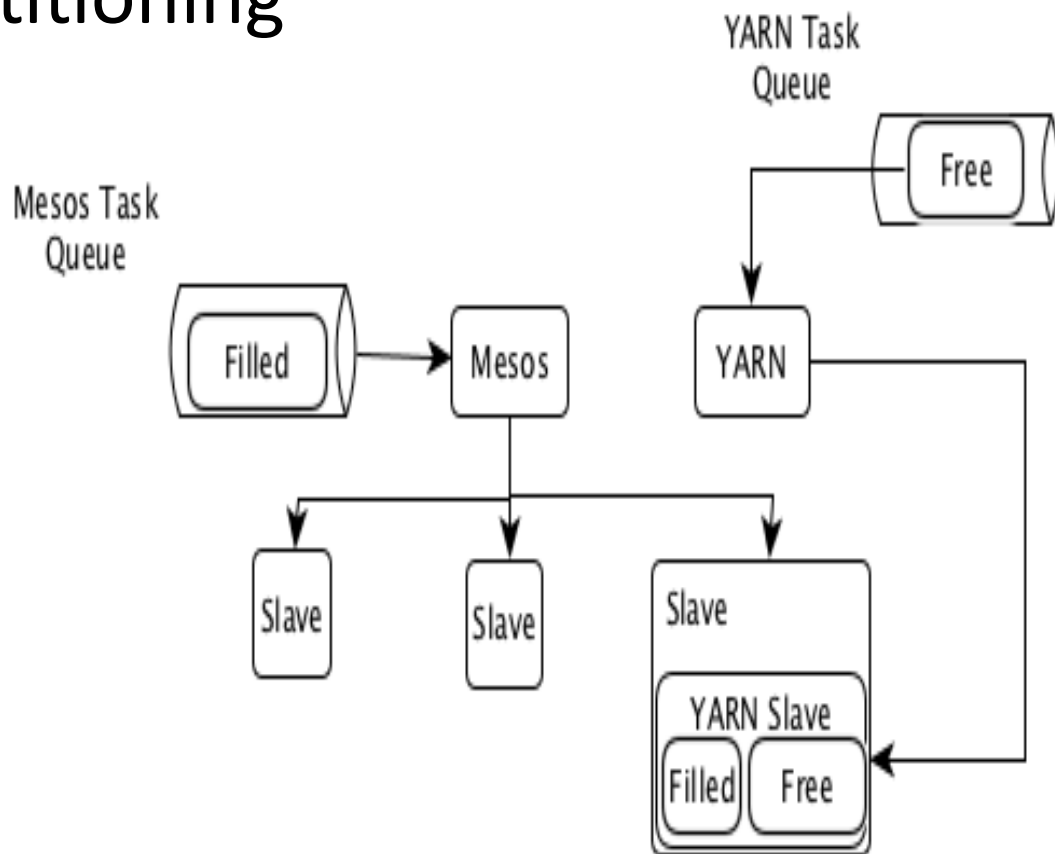 titioning
YARN Task
Queue
Free
Mesos Task
Queue
Filled
Mesos
YARN
Slave
Slave
Slave
YARN Slave
Filled
Free